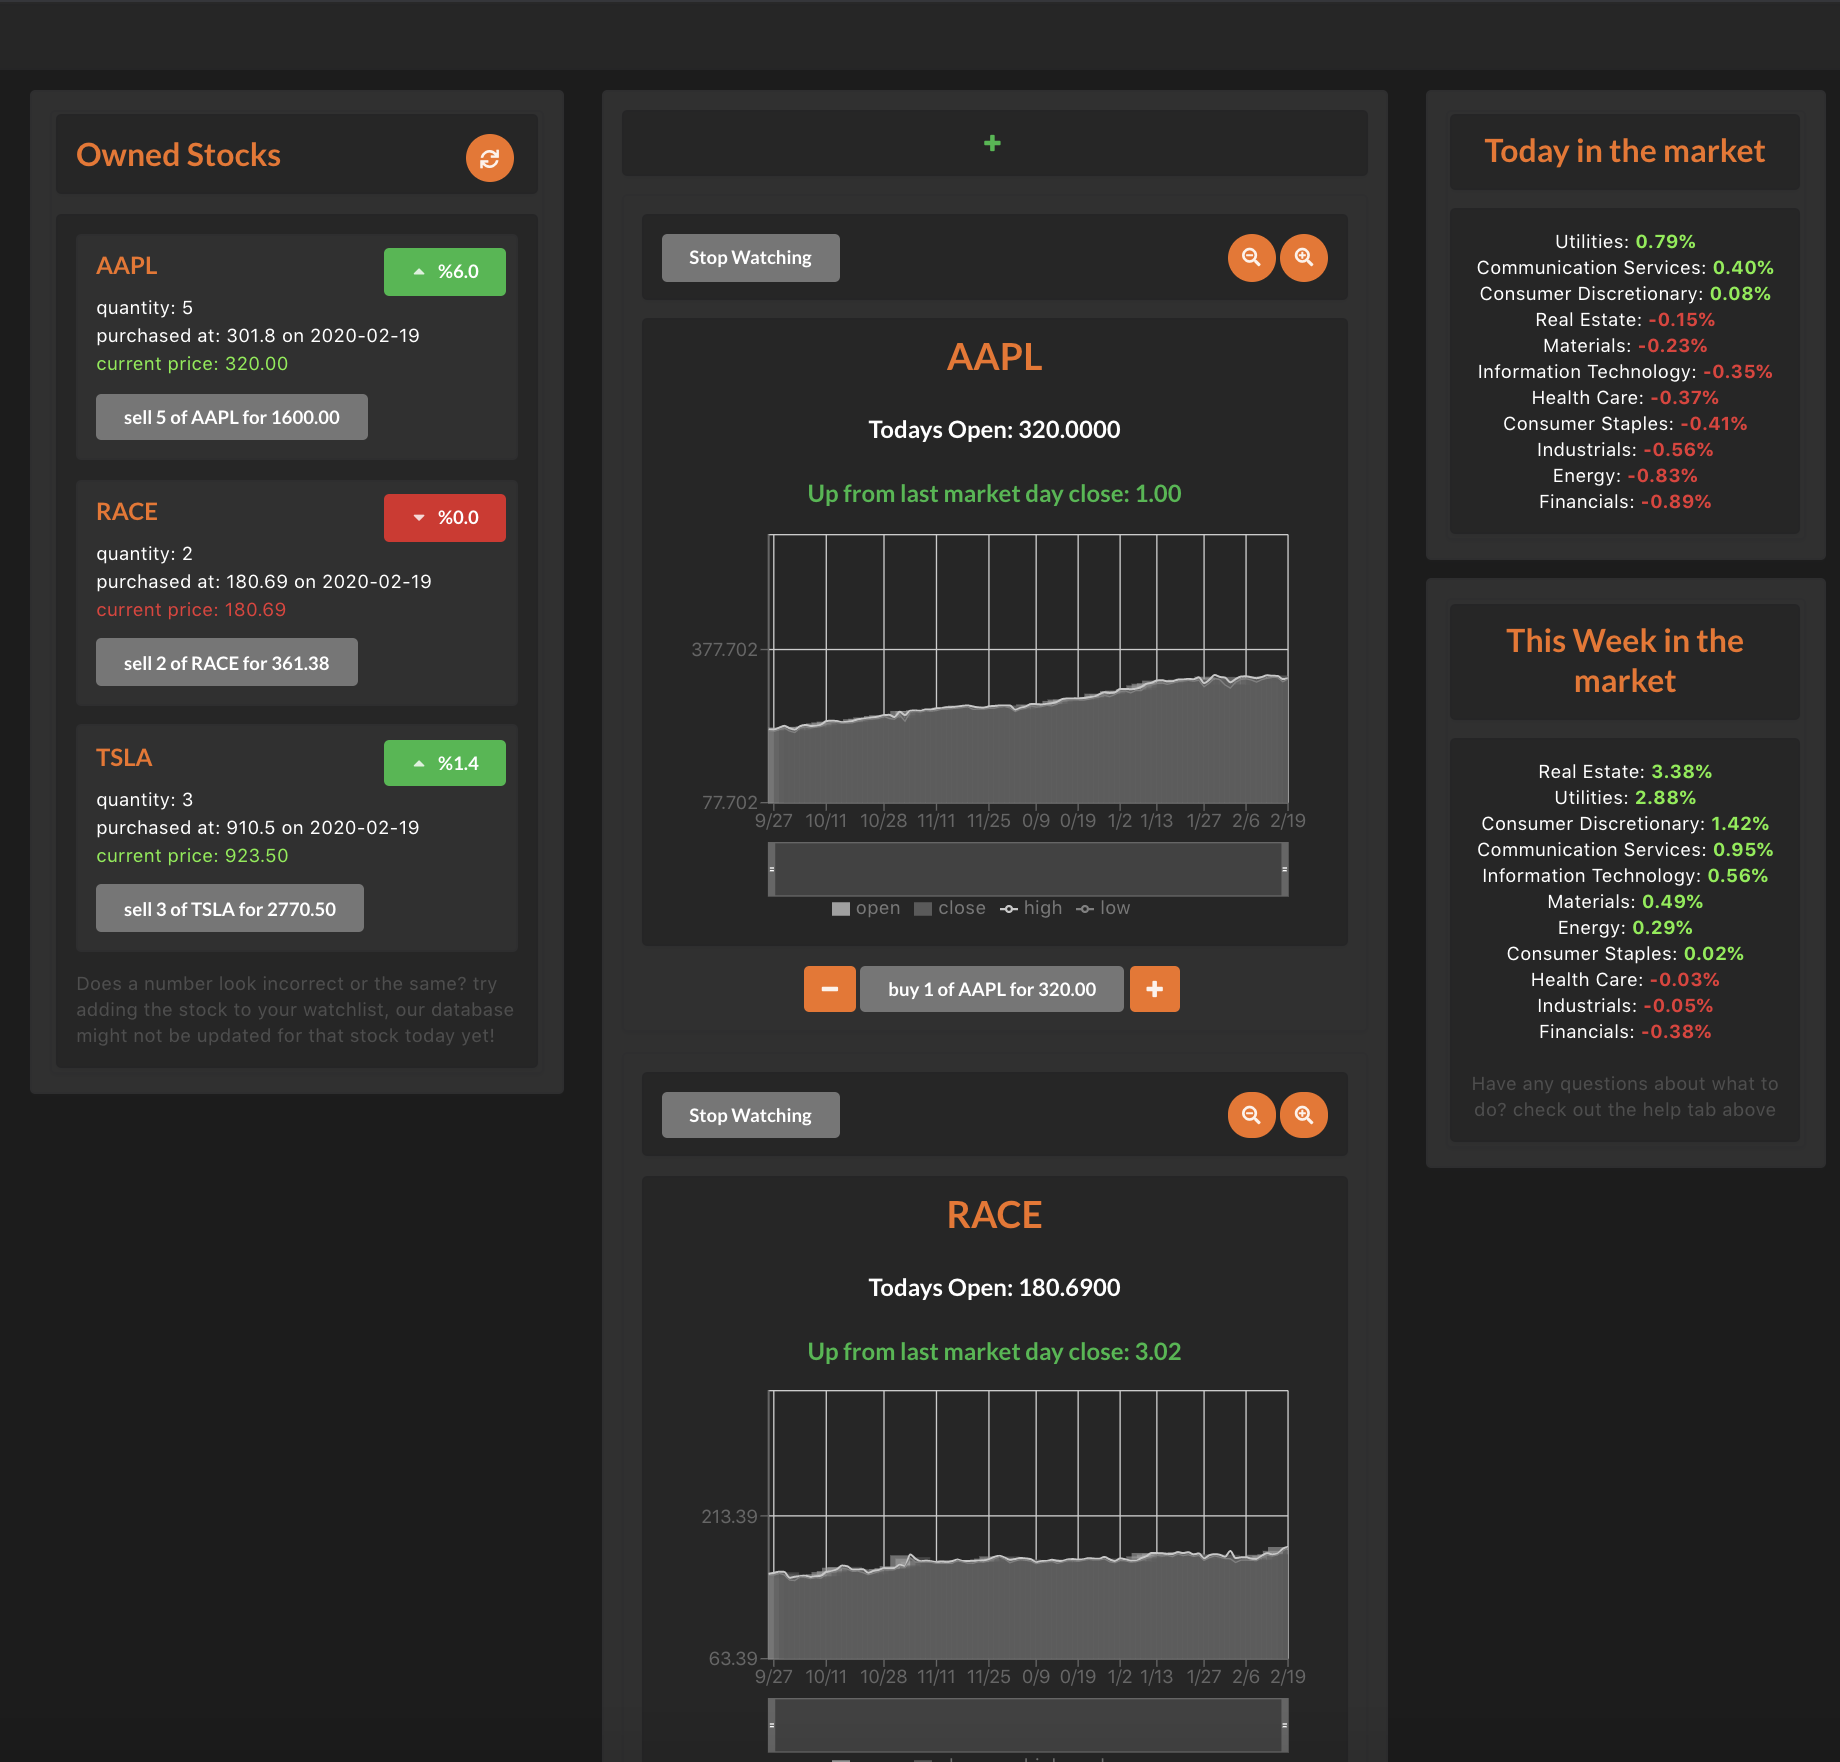 Owned Stocks
AAPL
%6.0
quantity: 5
purchased at: 301.8 on 2020-02-19
current price: 320.00
sell 5 of AAPL for 1600.00
RACE
%0.0
quantity: 2
purchased at: 180.69 on 2020-02-19
current price: 180.69
sell 2 of RACE for 361.38
TSLA
%1.4
quantity: 3
purchased at: 910.5 on 2020-02-19
current price: 923.50
sell 3 of TSLA for 2770.50
Does a number look incorrect or the same? try
adding the stock to your watchlist, our database
might not be updated for that stock today yet!
Stop Watching
AAPL
Todays Open: 320.0000
Up from last market day close: 1.00
377.702
77.702
9/27 10/11 10/28 11/11 11/25 0/9 0/19 1/2 1/13 1/27 2/6 2/19
open close high low
buy 1 of AAPL for 320.00
Stop Watching
RACE
Todays Open: 180.6900
Up from last market day close: 3.02
213.39
63.39
9/27 10/11 10/28 11/11 11/25 0/9 0/19 1/2 1/13 1/27 2/6 2/19
Today in the market
Utilities: 0.79%
Communication Services: 0.40%
Consumer Discretionary: 0.08%
Real Estate: -0.15%
Materials: -0.23%
Information Technology: -0.35%
Health Care: -0.37%
Consumer Staples: -0.41%
Industrials: -0.56%
Energy: -0.83%
Financials: -0.89%
This Week in the
market
Real Estate: 3.38%
Utilities: 2.88%
Consumer Discretionary: 1.42%
Communication Services: 0.95%
Information Technology: 0.56%
Materials: 0.49%
Energy: 0.29%
Consumer Staples: 0.02%
Health Care: -0.03%
Industrials: -0.05%
Financials: -0.38%
Have any questions about what to
do? check out the help tab above